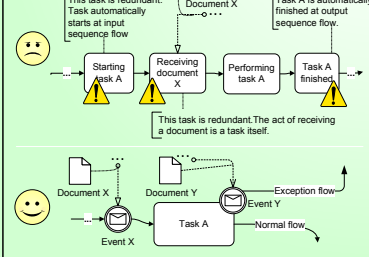 This task is redundant.
Task automatically
starts at input
sequence flow
Document X
Task A is automatically
finished at output
sequence flow.
...
Starting
task A
Receiving
document
X
Performing
task A
Task A
finished
...
This task is redundant.The act of receiving
a document is a task itself.
Document X
Document Y
Exception flow
Event Y
...
Task A
Normal flow
Event X